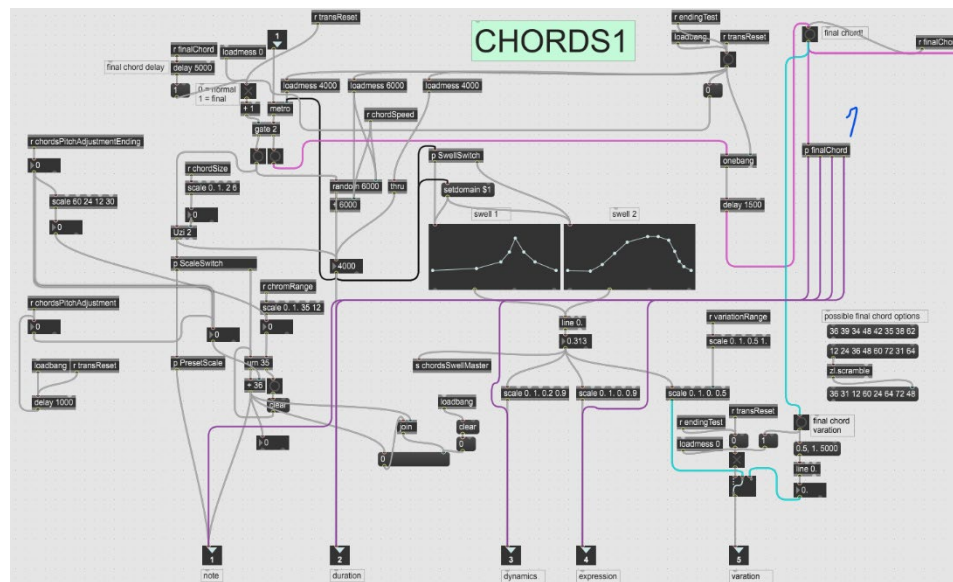 r transReset
r endingTest
r finalChord
loadmess 0
1
CHORDS1
loadbang
r transReset
final chord!
final chord delay
delay 5000
1
0 = normal
1 = final
loadmess 4000
loadmess 6000
loadmess 4000
0
+ 1
metro
r chordSpeed
gate 2
r chordsPitchAdjustmentEnding
0
p SwellSwitch
onebang
p finalChord
r chordSize
scale 0. 1. 2 6
random 6000
thru
setdomain $1
scale 60 24 12 30
0
+ 6000
delay 1500
0
swell 1
swell 2
Uzi 2
p ScaleSwitch
4000
r chromRange
r chordsPitchAdjustment
scale 0. 1. 35 12
0
0
0
line 0.
r variationRange
possible final chord options
36 39 34 48 42 35 38 62
0.313
scale 0. 1. 0.5 1.
12 24 36 48 60 72 31 64
loadbang
r transReset
p PresetScale
s chordsSwellMaster
zl.scramble
36 31 12 60 24 64 72 48
delay 1000
+ 36
clear
loadbang
scale 0. 1. 0.2 0.9
scale 0. 1. 0. 0.9
scale 0. 1. 0. 0.5
join
clear
r transReset
final chord
varation
0
0
0
r endingTest
loadmess 0
0
1
0.5, 1. 5000
line 0.
0.
1
2
3
4
5
note
duration
dynamics
expression
varation